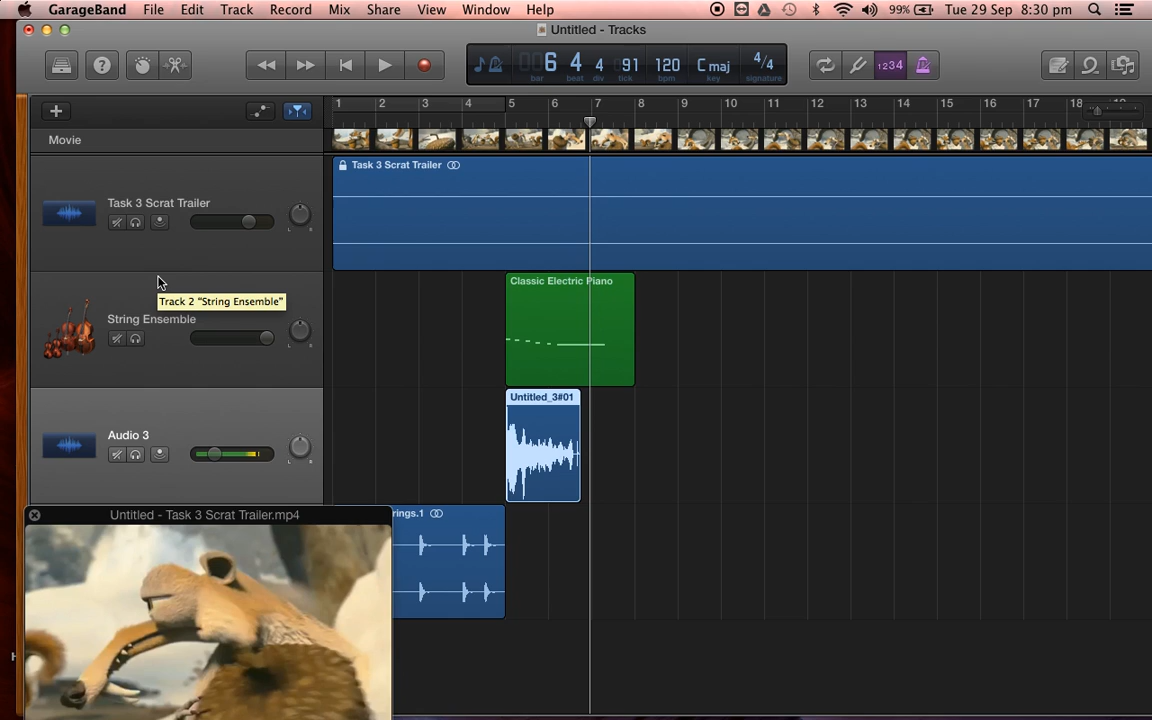 GarageBand File Edit Track Record Mix Share View Window Help 99% Tue 29 Sep 8:30 pm
Untitled - Tracks
6 4 4 91 120 C maj 4/4 1234
bar beat div tick bpm key signature
1 2 3 4 5 6 7 8 9 10 11 12 13 14 15 16 17 18
Movie
Task 3 Scrat Trailer
Task 3 Scrat Trailer
L R
Classic Electric Piano
Track 2 "String Ensemble"
String Ensemble
L R
Untitled_3#01
Audio 3
L R
Untitled - Task 3 Scrat Trailer.mp4
rings.1